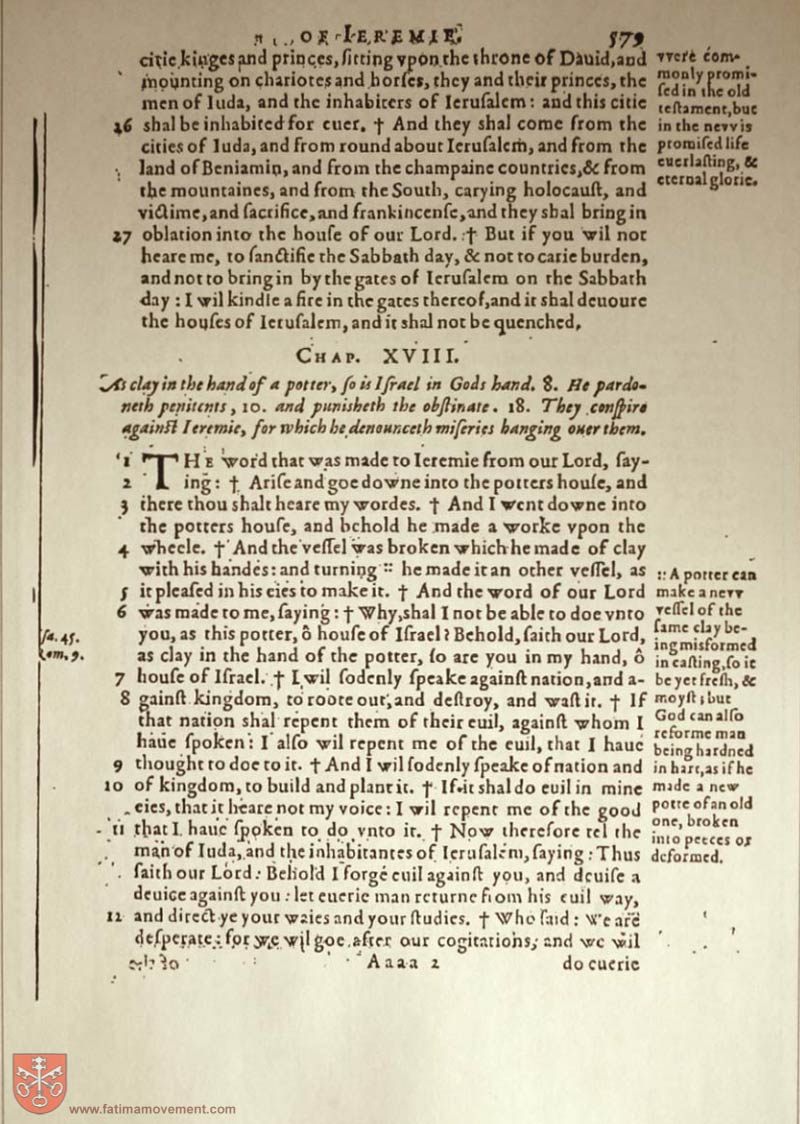 OF IEREMIE. 579
citie kinges and princes, sitting vpon the throne of Dauid, and
mounting on chariotes and horses, they and their princes, the
men of Iuda, and the inhabiters of Ierusalem: and this citie
26 shal be inhabited for euer. † And they shal come from the
cities of Iuda, and from round about Ierusalem, and from the
land of Beniamin, and from the champaine countries, & from
the mountaines, and from the South, carying holocaust, and
victime, and sacrifice, and frankincense, and they shal bring in
27 oblation into the house of our Lord. † But if you wil not
heare me, to sanctifie the Sabbath day, & not to carie burden,
and not to bring in by the gates of Ierusalem on the Sabbath
day: I wil kindle a fire in the gates thereof, and it shal deuoure
the houses of Ierusalem, and it shal not be quenched.
vvere com-
monly promi-
sed in the old
testament, but
in the nevv is
promised life
euerlasting, &
eternal glorie.
CHAP. XVIII.
As clay in the hand of a potter, so is Israel in Gods hand. 8. He pardo-
neth penitents, 10. and punisheth the obstinate. 18. They conspire
against Ieremie, for which he denounceth miseries hanging ouer them.
1 THE word that was made to Ieremie from our Lord, say-
2 ing: † Arise and goe downe into the potters house, and
3 there thou shalt heare my wordes. † And I went downe into
the potters house, and behold he made a worke vpon the
4 wheele. † And the vessel was broken which he made of clay
with his handes: and turning :: he made it an other vessel, as
5 it pleased in his eies to make it. † And the word of our Lord
6 was made to me, saying: † Why, shal I not be able to doe vnto
you, as this potter, ô house of Israel? Behold, saith our Lord,
as clay in the hand of the potter, so are you in my hand, ô
7 house of Israel. † I wil sodenly speake against nation, and a-
8 gainst kingdom, to roote out, and destroy, and wast it. † If
that nation shal repent them of their euil, against whom I
haue spoken: I also wil repent me of the euil, that I haue
9 thought to doe to it. † And I wil sodenly speake of nation and
10 of kingdom, to build and plant it. † If it shal do euil in mine
eies, that it heare not my voice: I wil repent me of the good
11 that I haue spoken to do vnto it. † Now therefore tel the
man of Iuda, and the inhabitantes of Ierusalem, saying: Thus
saith our Lord: Behold I forge euil against you, and deuise a
deuice against you: let euerie man returne from his euil way,
12 and direct ye your waies and your studies. † Who said: We are
desperate: for we wil goe after our cogitations, and we wil
Aaaa 2 do euerie
45.
9.
:: A potter can
make a nevv
vessel of the
same clay be-
ing misformed
in casting, so it
be yet fresh, &
moyst; but
God can also
reforme man
being hardned
in hart, as if he
made a new
potte of an old
one, broken
into peeces or
deformed.
www.fatimamovement.com